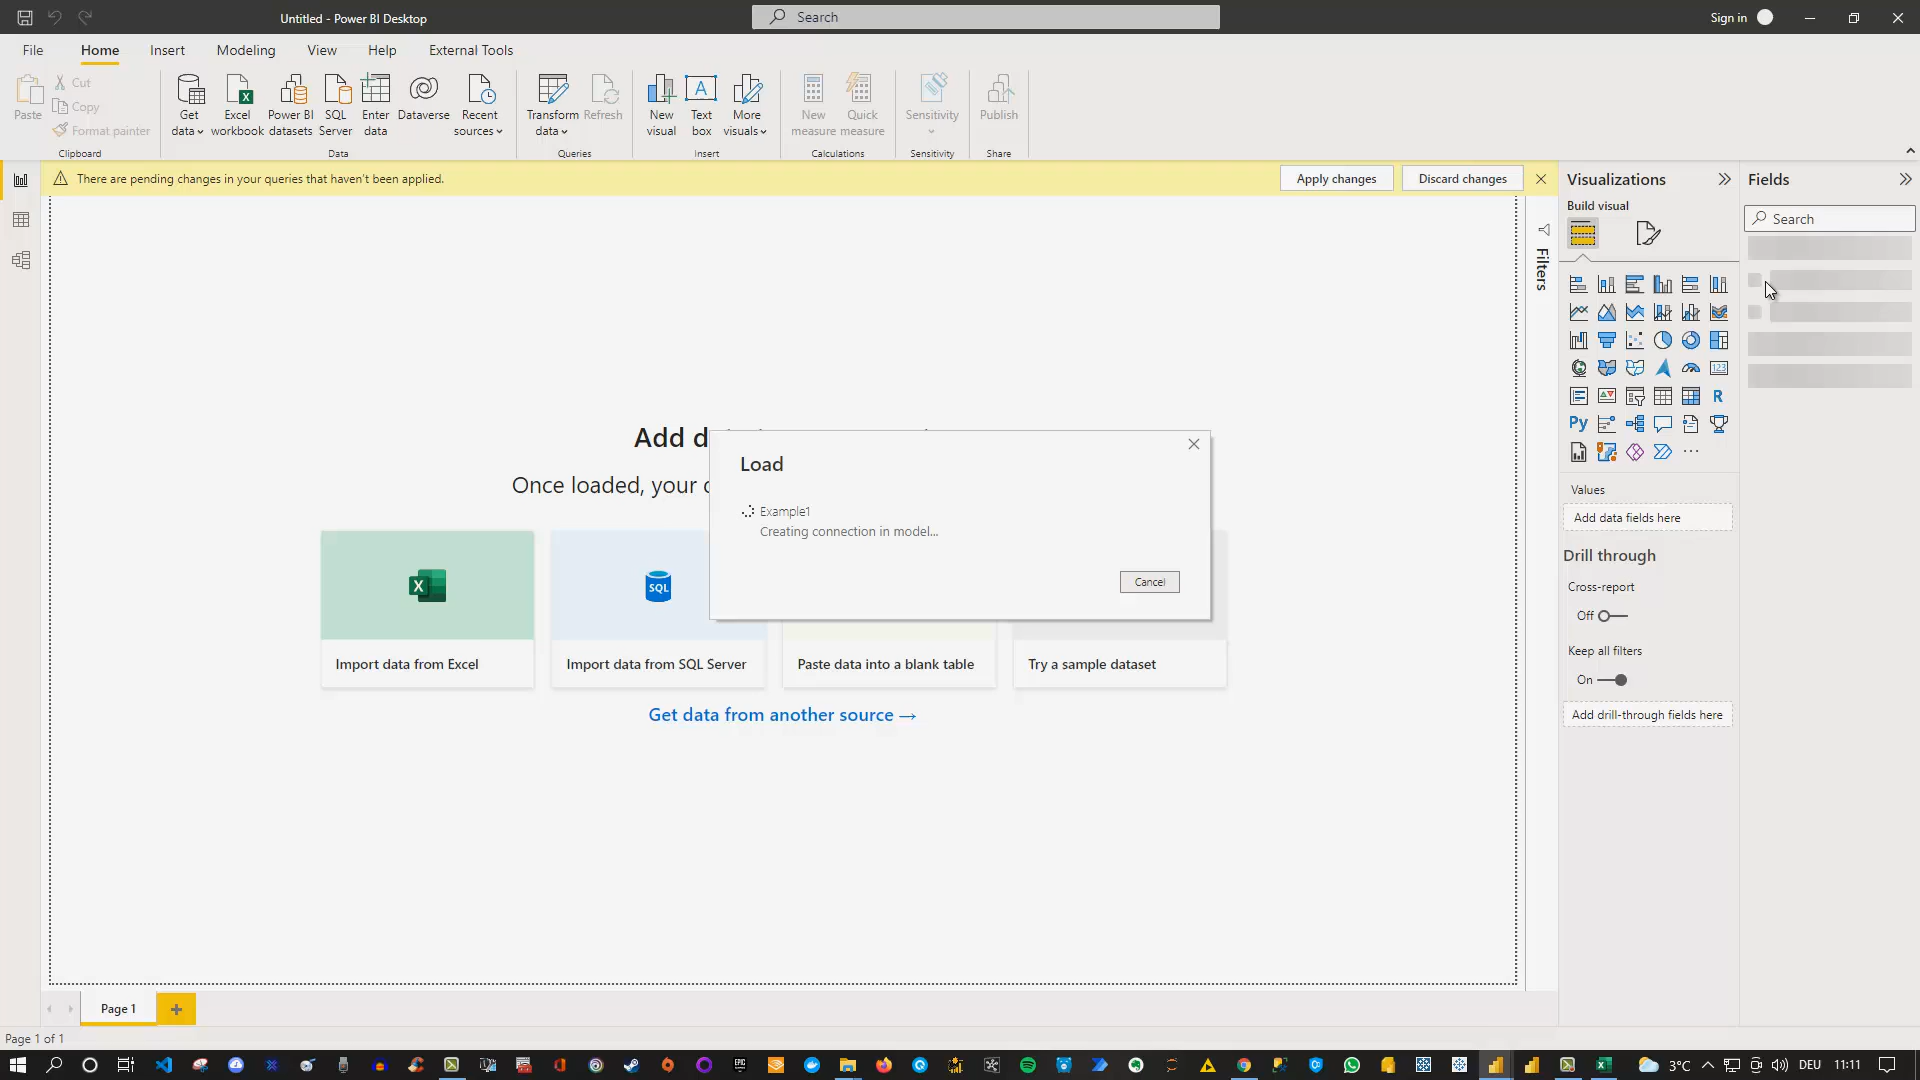 Untitled - Power BI Desktop
Search
Sign in
File
Home
Insert
Modeling
View
Help
External Tools
Paste
Cut
Copy
Format painter
Clipboard
Get data
Excel workbook
Power BI datasets
SQL Server
Enter data
Dataverse
Recent sources
Data
Transform data
Refresh
Queries
New visual
Text box
More visuals
Insert
New measure
Quick measure
Calculations
Sensitivity
Sensitivity
Publish
Share
There are pending changes in your queries that haven't been applied.
Apply changes
Discard changes
Add d
Once loaded, your
Load
Example1
Creating connection in model...
Cancel
SQL
Import data from Excel
Import data from SQL Server
Paste data into a blank table
Try a sample dataset
Get data from another source →
Filters
Visualizations
Build visual
123
R
Py
Values
Add data fields here
Drill through
Cross-report
Off
Keep all filters
On
Add drill-through fields here
Fields
Search
Page 1
Page 1 of 1
3°C
DEU
11:11